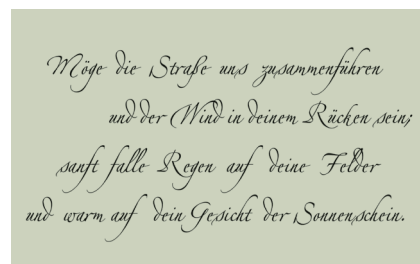 Möge die Straße uns zusammenführen
und der Wind in deinem Rücken sein;
sanft falle Regen auf deine Felder
und warm auf dein Gesicht der Sonnenschein.